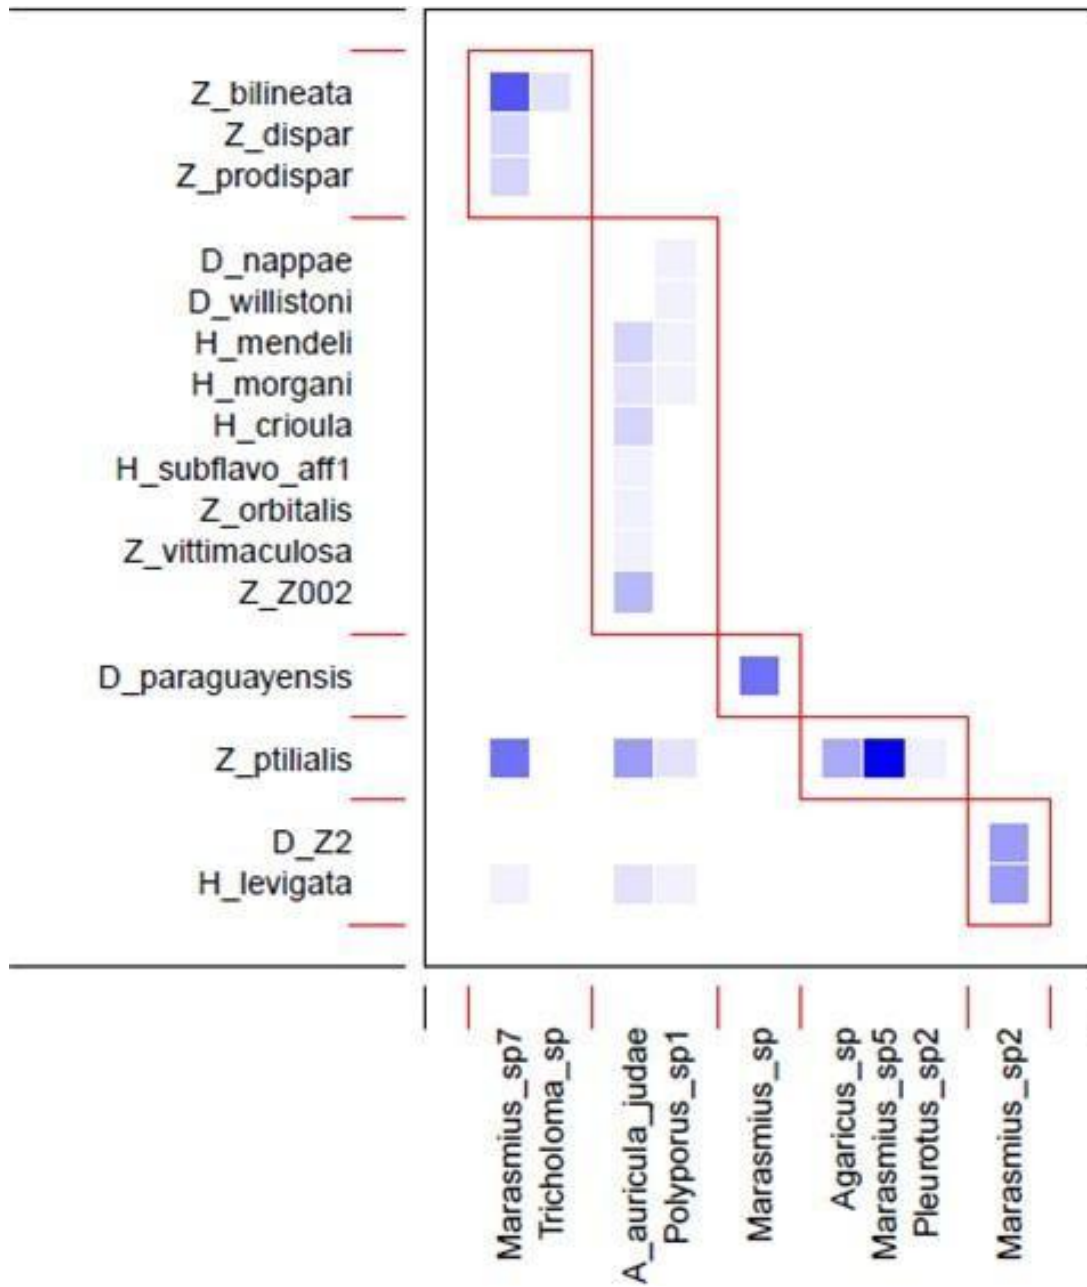 Z_bilineata
Z_dispar
Z_prodispar
D_nappae
D_willistoni
H_mendeli
H_morgani
H_crioula
H_subflavo_aff1
Z_orbitalis
Z_vittimaculosa
Z_Z002
D_paraguayensis
Z_ptilialis
D_Z2
H_levigata
Marasmius_sp7
Tricholoma_sp
A_auricula_judae
Polyporus_sp1
Marasmius_sp
Agaricus_sp
Marasmius_sp5
Pleurotus_sp2
Marasmius_sp2